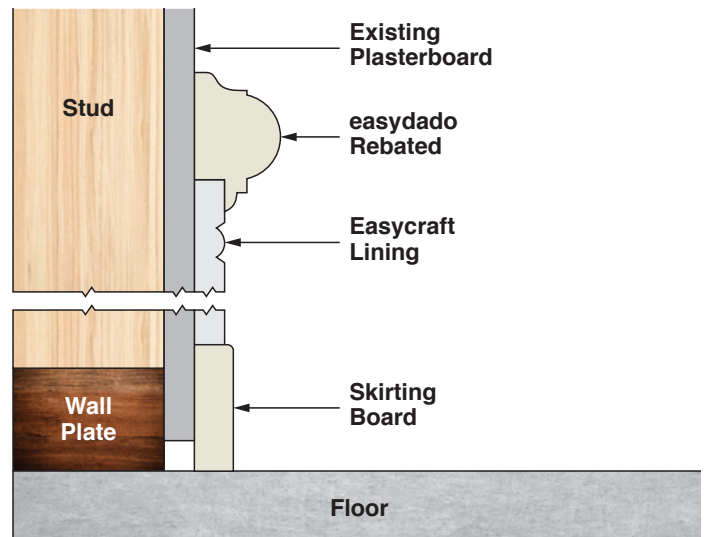 Existing
Plasterboard
Stud
easydado
Rebated
Easycraft
Lining
Skirting
Board
Wall
Plate
Floor